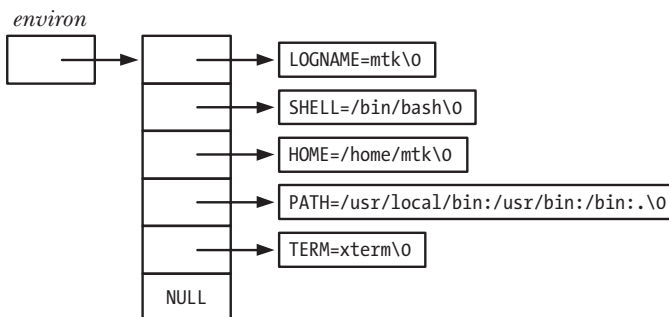 environ
LOGNAME=mtk\0
SHELL=/bin/bash\0
HOME=/home/mtk\0
PATH=/usr/local/bin:/usr/bin:/bin:.\0
TERM=xterm\0
NULL